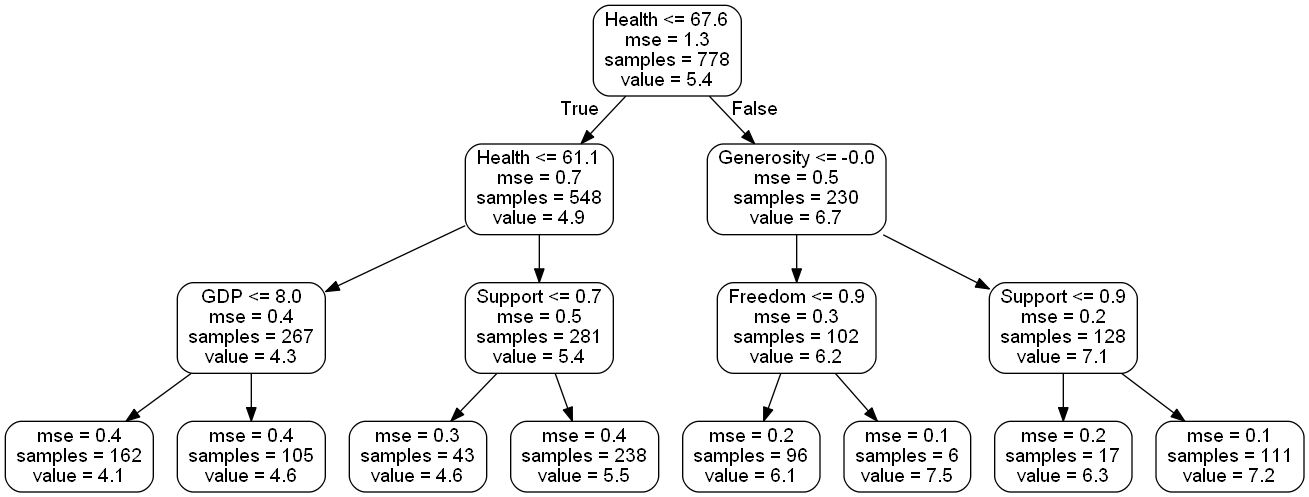 Health <= 67.6
mse = 1.3
samples = 778
value = 5.4
True
False
Health <= 61.1
mse = 0.7
samples = 548
value = 4.9
Generosity <= -0.0
mse = 0.5
samples = 230
value = 6.7
GDP <= 8.0
mse = 0.4
samples = 267
value = 4.3
Support <= 0.7
mse = 0.5
samples = 281
value = 5.4
Freedom <= 0.9
mse = 0.3
samples = 102
value = 6.2
Support <= 0.9
mse = 0.2
samples = 128
value = 7.1
mse = 0.4
samples = 162
value = 4.1
mse = 0.4
samples = 105
value = 4.6
mse = 0.3
samples = 43
value = 4.6
mse = 0.4
samples = 238
value = 5.5
mse = 0.2
samples = 96
value = 6.1
mse = 0.1
samples = 6
value = 7.5
mse = 0.2
samples = 17
value = 6.3
mse = 0.1
samples = 111
value = 7.2